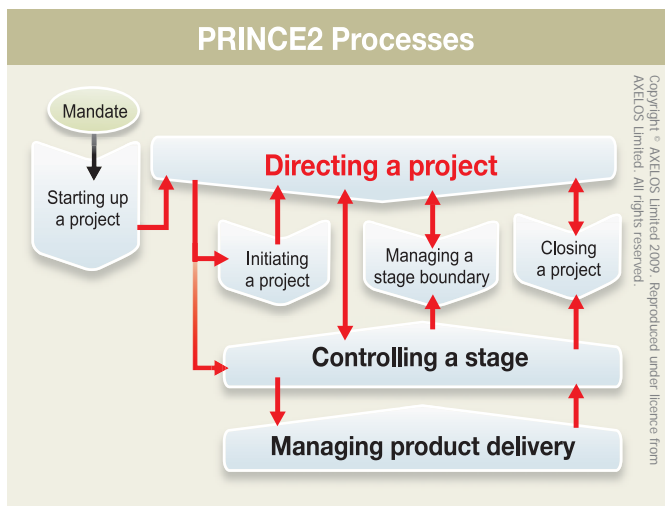 PRINCE2 Processes
Mandate
Starting up
a project
Directing a project
Initiating
a project
Managing a
stage boundary
Closing
a project
Controlling a stage
Managing product delivery
Copyright © AXELOS Limited 2009. Reproduced under licence from
AXELOS Limited. All rights reserved.